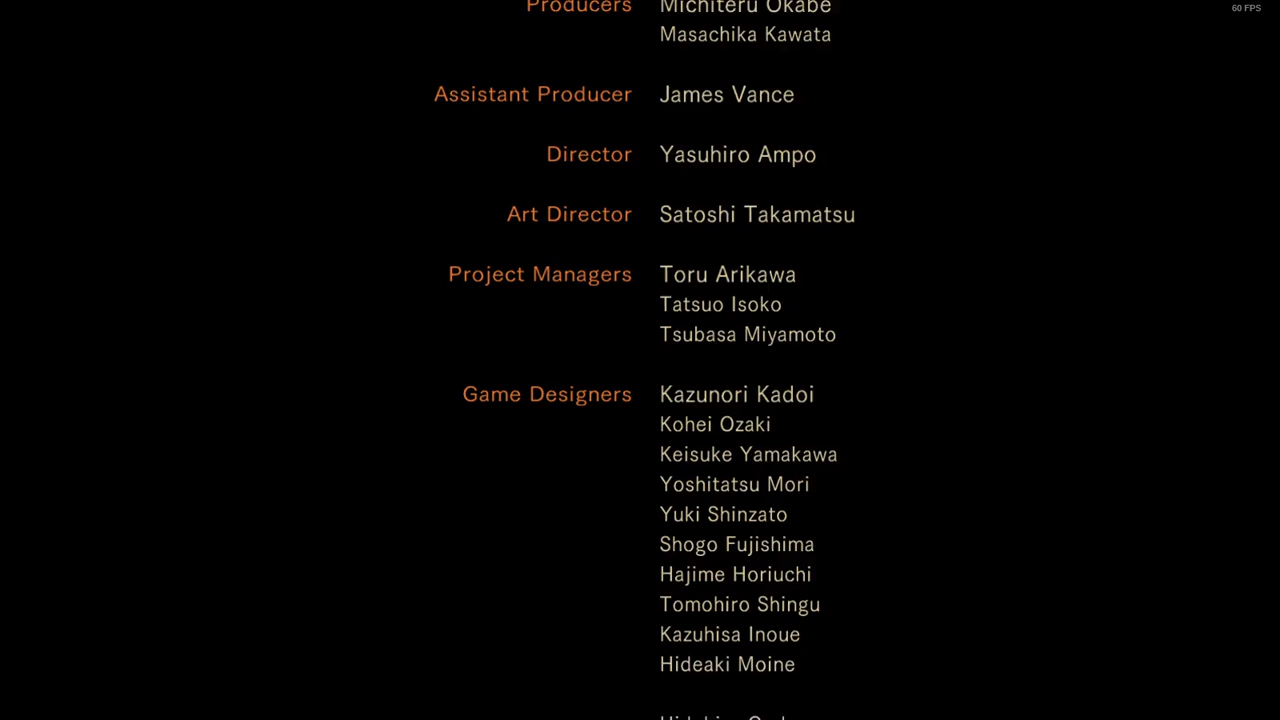 60 FPS
Producers Michiteru Okabe
Masachika Kawata
Assistant Producer James Vance
Director Yasuhiro Ampo
Art Director Satoshi Takamatsu
Project Managers Toru Arikawa
Tatsuo Isoko
Tsubasa Miyamoto
Game Designers Kazunori Kadoi
Kohei Ozaki
Keisuke Yamakawa
Yoshitatsu Mori
Yuki Shinzato
Shogo Fujishima
Hajime Horiuchi
Tomohiro Shingu
Kazuhisa Inoue
Hideaki Moine